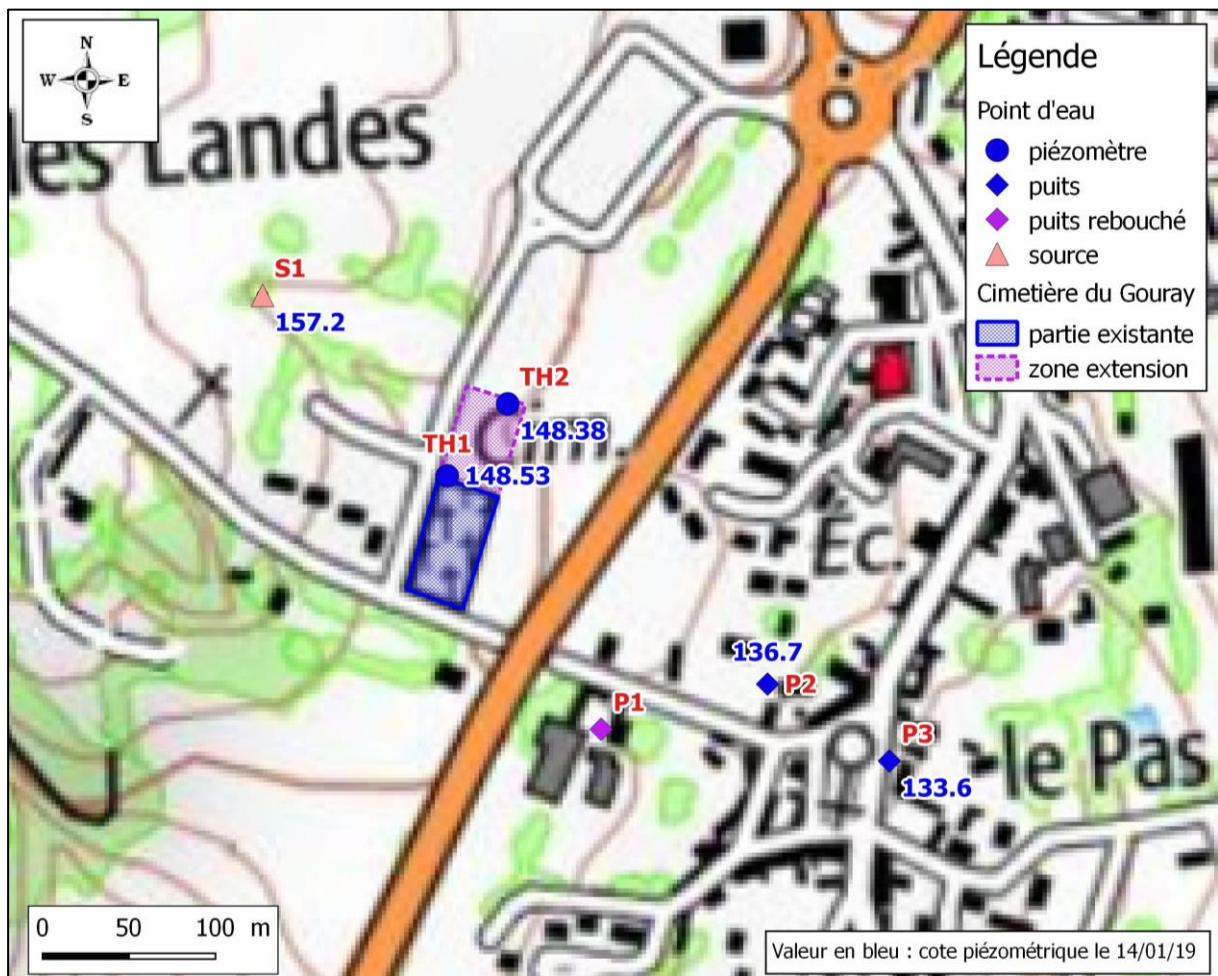 N
W E
S
les Landes
Légende
Point d'eau
piézomètre
puits
puits rebouché
source
Cimetière du Gouray
partie existante
zone extension
S1
157.2
TH2
148.38
TH1
148.53
Éc.
136.7
P2
P1
P3
133.6
le Pas
0 50 100 m
Valeur en bleu : cote piézométrique le 14/01/19